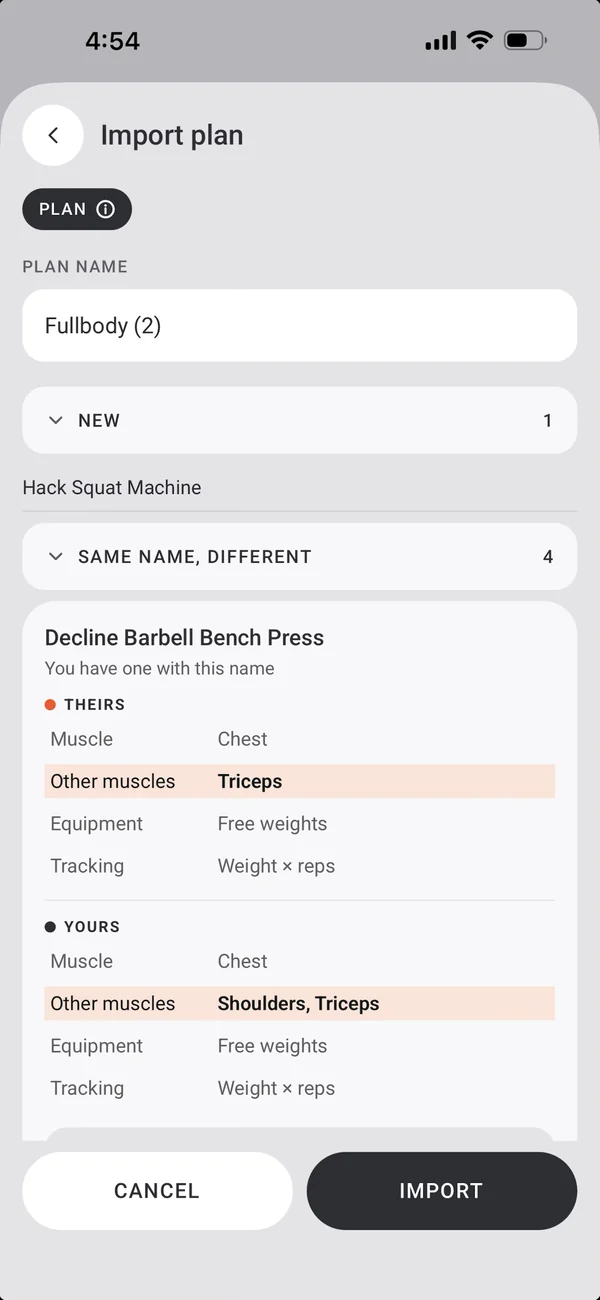 4:54
Import plan
PLAN
PLAN NAME
Fullbody (2)
NEW 1
Hack Squat Machine
SAME NAME, DIFFERENT 4
Decline Barbell Bench Press
You have one with this name
THEIRS
Muscle Chest
Other muscles Triceps
Equipment Free weights
Tracking Weight × reps
YOURS
Muscle Chest
Other muscles Shoulders, Triceps
Equipment Free weights
Tracking Weight × reps
CANCEL IMPORT